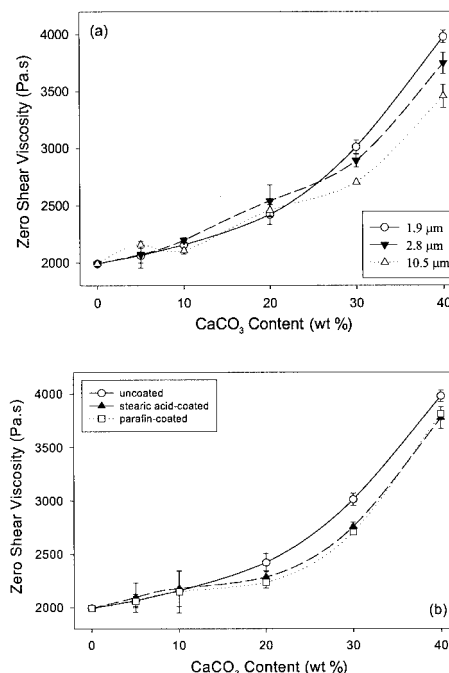 (a)
4000
3500
3000
2500
2000
Zero Shear Viscosity (Pa.s)
1.9 µm
2.8 µm
10.5 µm
0 10 20 30 40
CaCO3 Content (wt %)
uncoated
stearic acid-coated
parafin-coated
4000
3500
3000
2500
2000
Zero Shear Viscosity (Pa.s)
(b)
0 10 20 30 40
CaCO3 Content (wt %)